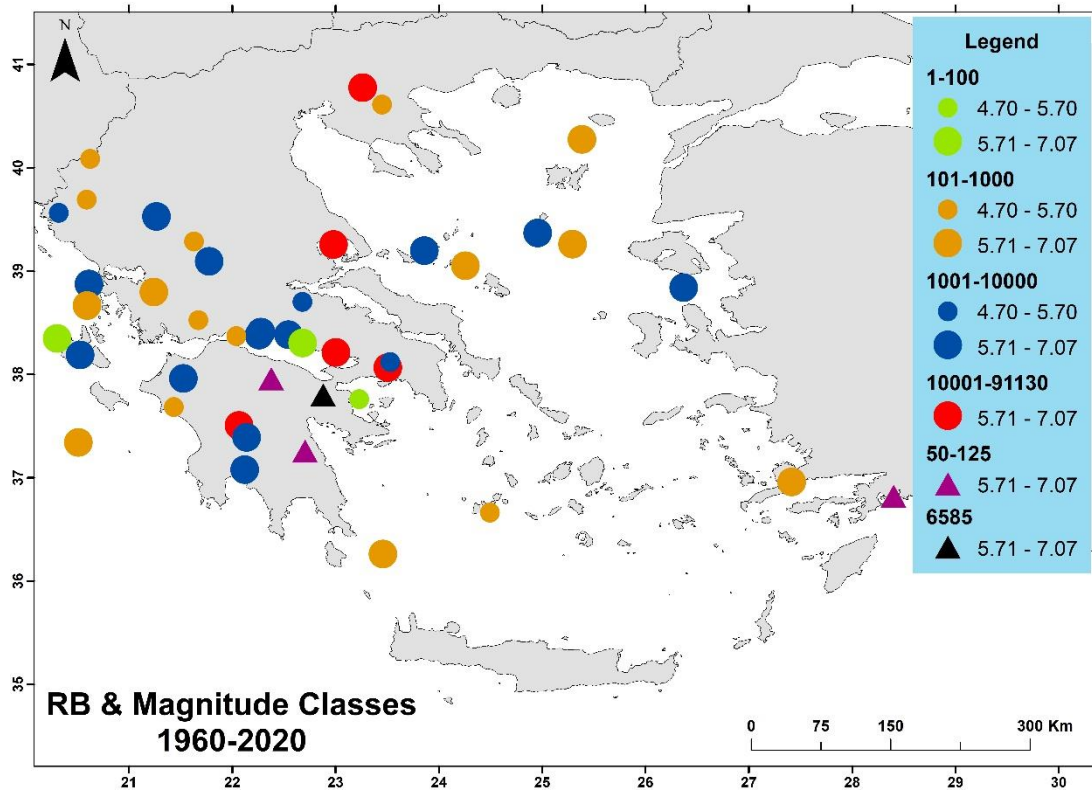 N
Legend
1-100
4.70 - 5.70
5.71 - 7.07
101-1000
4.70 - 5.70
5.71 - 7.07
1001-10000
4.70 - 5.70
5.71 - 7.07
10001-91130
5.71 - 7.07
50-125
5.71 - 7.07
6585
5.71 - 7.07
41
40
39
38
37
36
35
RB & Magnitude Classes
1960-2020
0 75 150 300 Km
21 22 23 24 25 26 27 28 29 30